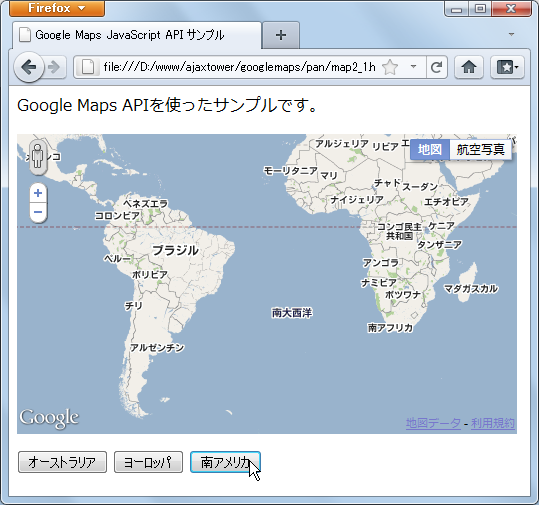 Firefox
Google Maps JavaScript API サンプル
file:///D:/www/ajaxtower/googlemaps/pan/map2_1h
Google Maps APIを使ったサンプルです。
地図 航空写真
アルジェリア リビア
メキシコ
モーリタニア マリ
チャド スーダン
ナイジェリア エチオピア
ベネズエラ
コロンビア
コンゴ民主共和国 ケニア
タンザニア
ペルー ブラジル
ボリビア
アンゴラ
ナミビア ボツワナ マダガスカル
チリ 南大西洋
南アフリカ
アルゼンチン
Google
地図データ - 利用規約
オーストラリア ヨーロッパ 南アメリカ